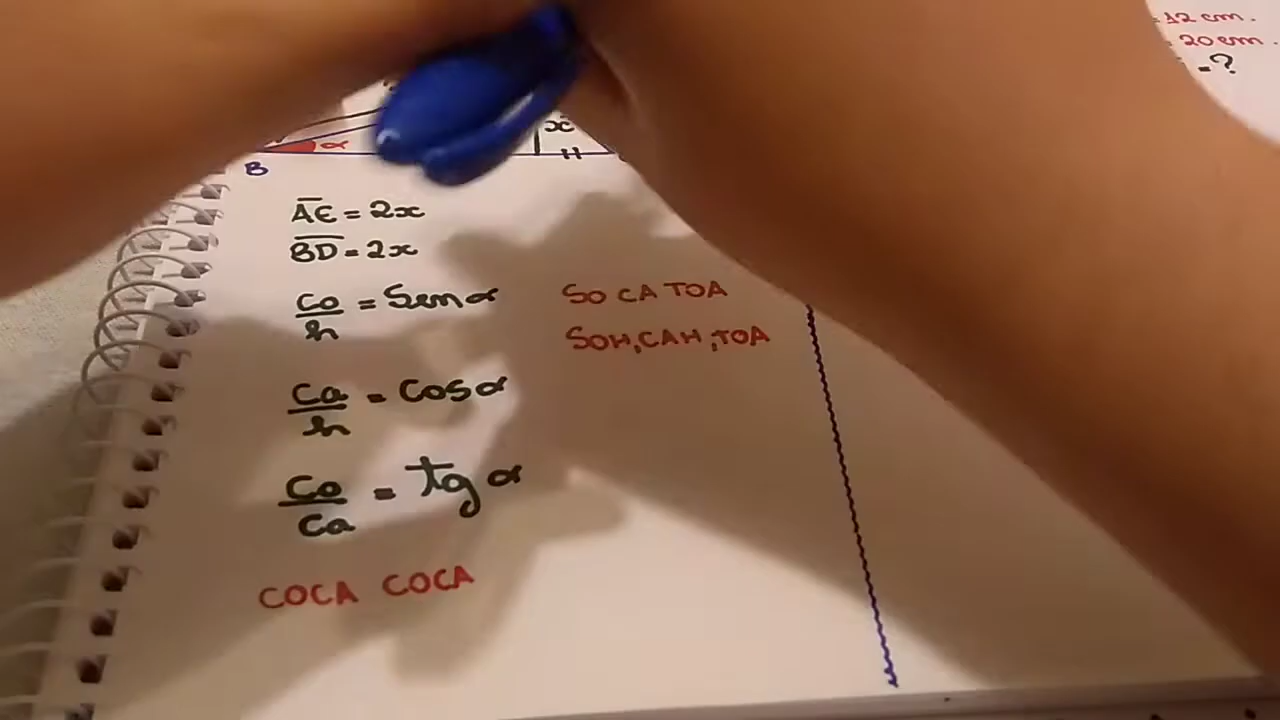 = 12 cm.
= 20 cm.
= ?
x
α
B
AE = 2x
BD = 2x
co/h = Sen α
SO CA TOA
SOH, CAH, TOA
ca/h = Cos α
co/ca = tg α
COCA COCA